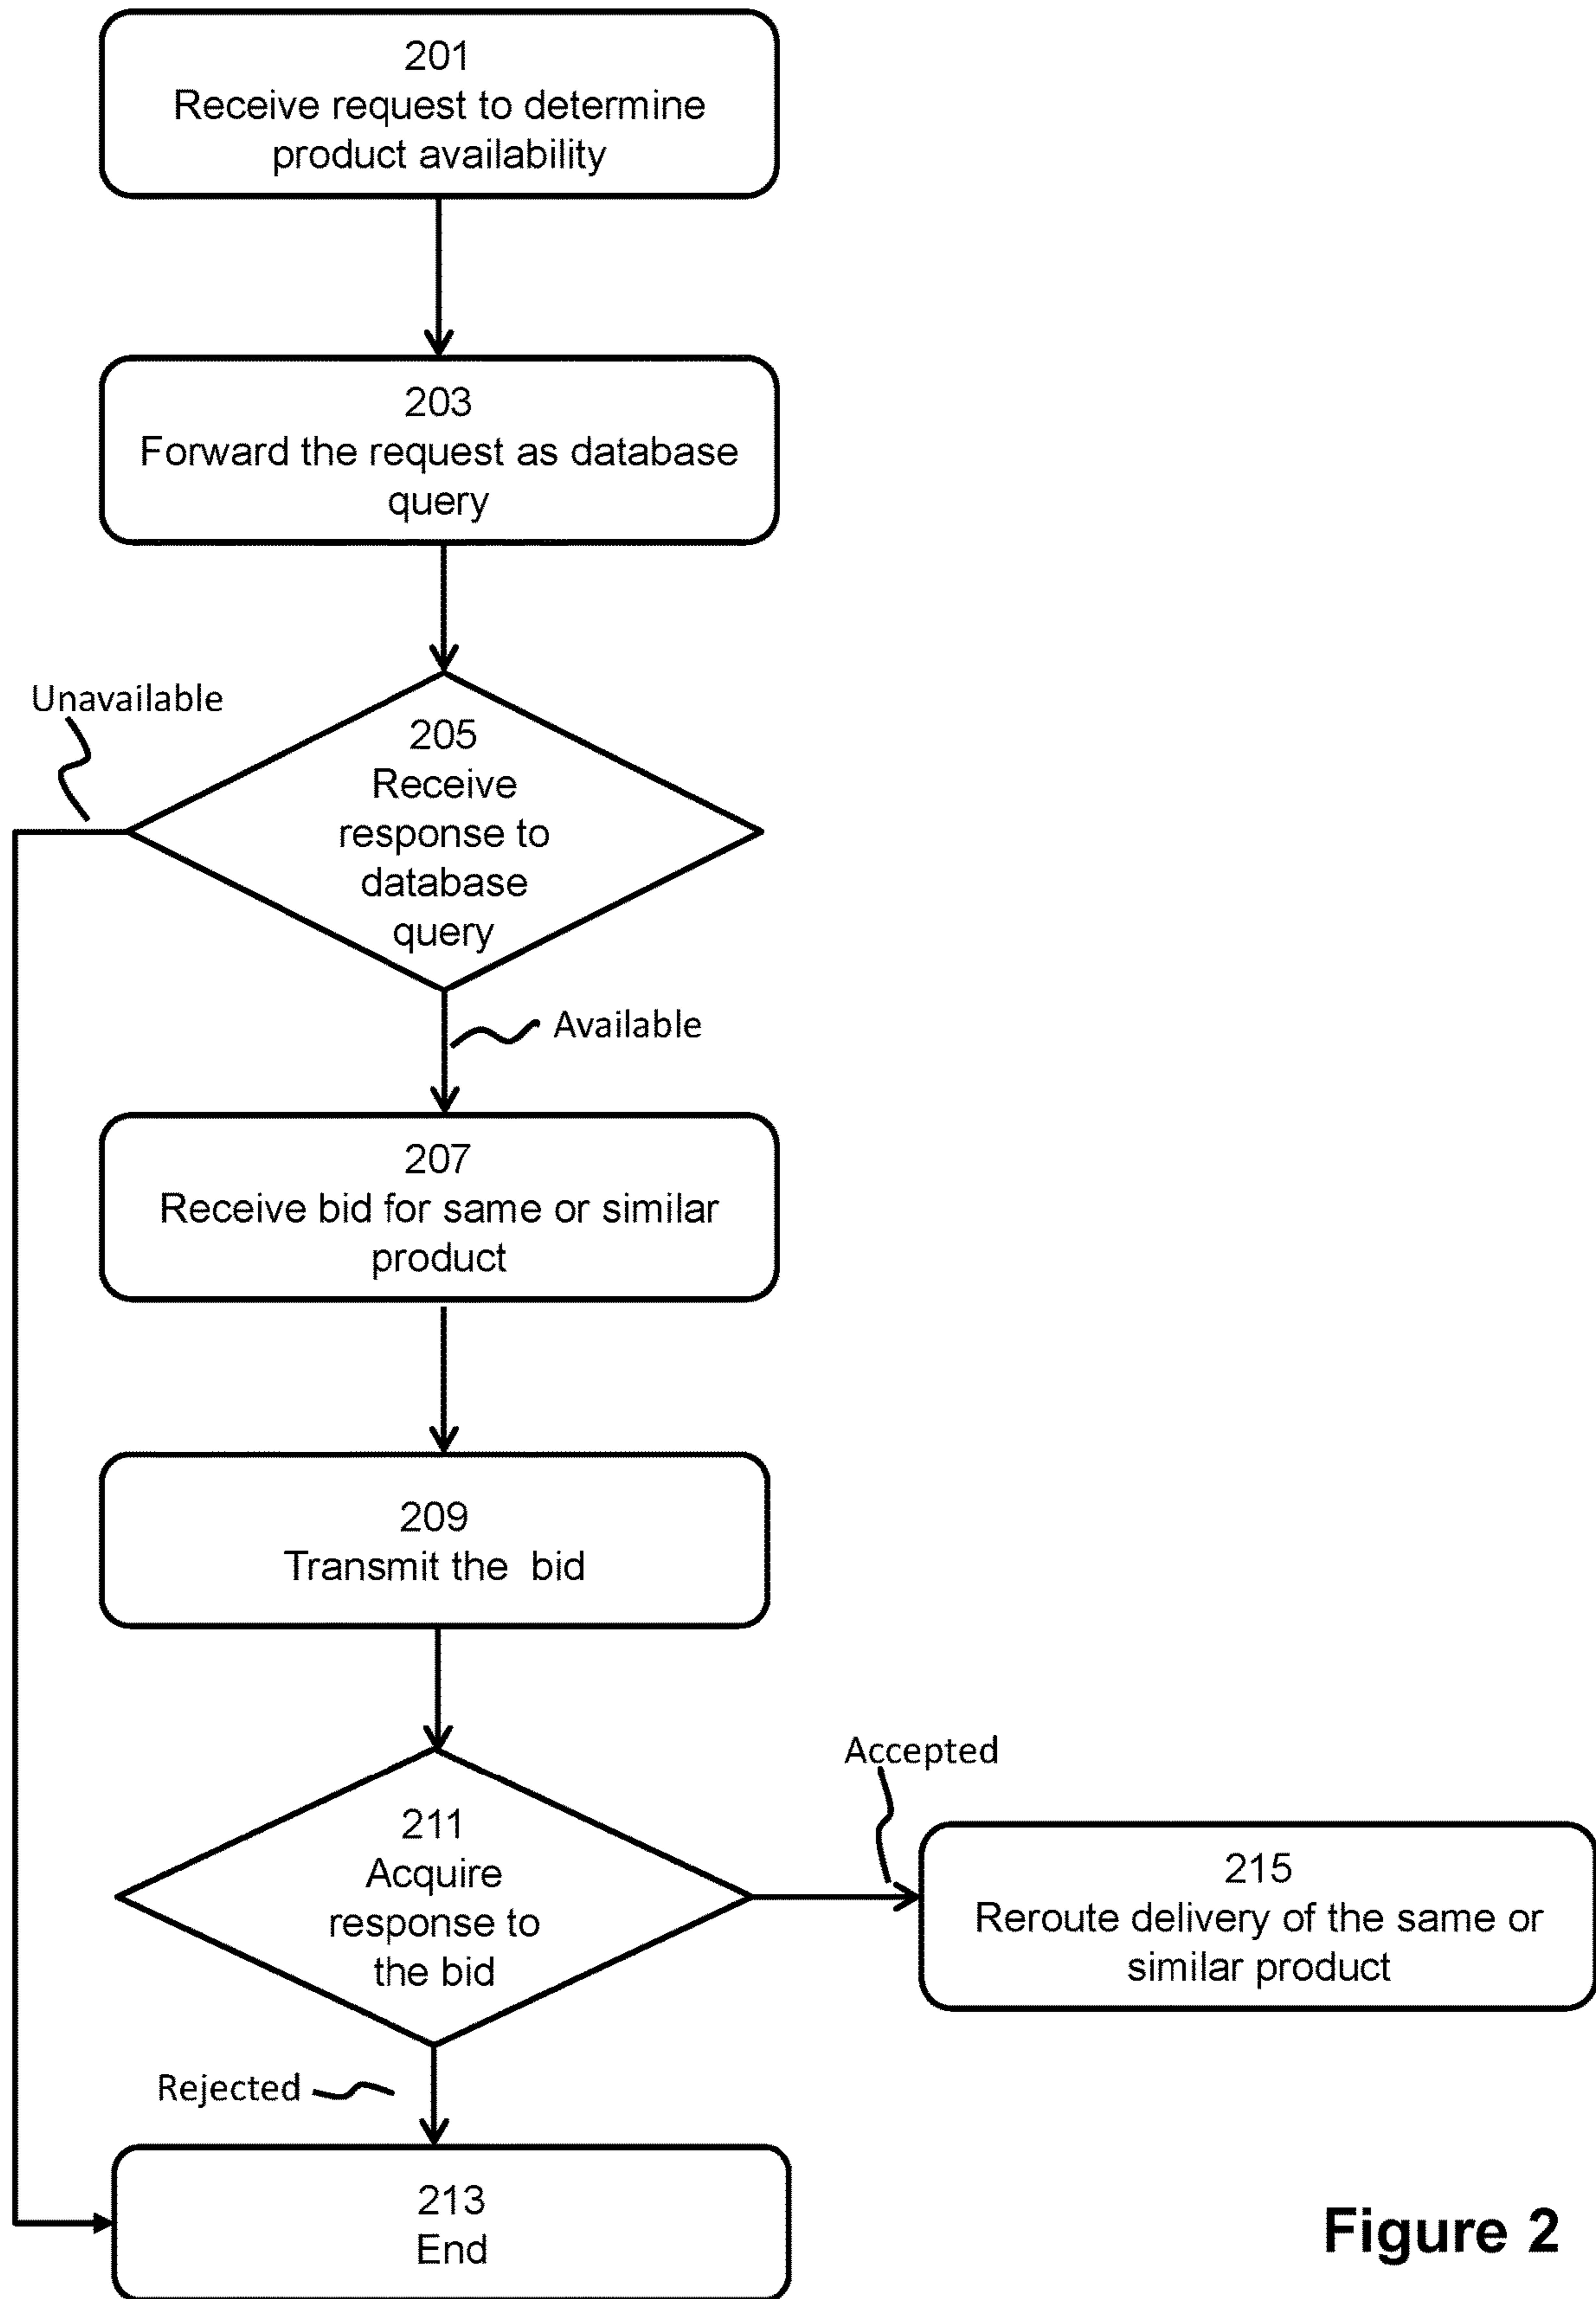 201
Receive request to determine
product availability
203
Forward the request as database
query
Unavailable
205
Receive
response to
database
query
Available
207
Receive bid for same or similar
product
209
Transmit the bid
Accepted
211
Acquire
response to
the bid
215
Reroute delivery of the same or
similar product
Rejected
213
End
Figure 2